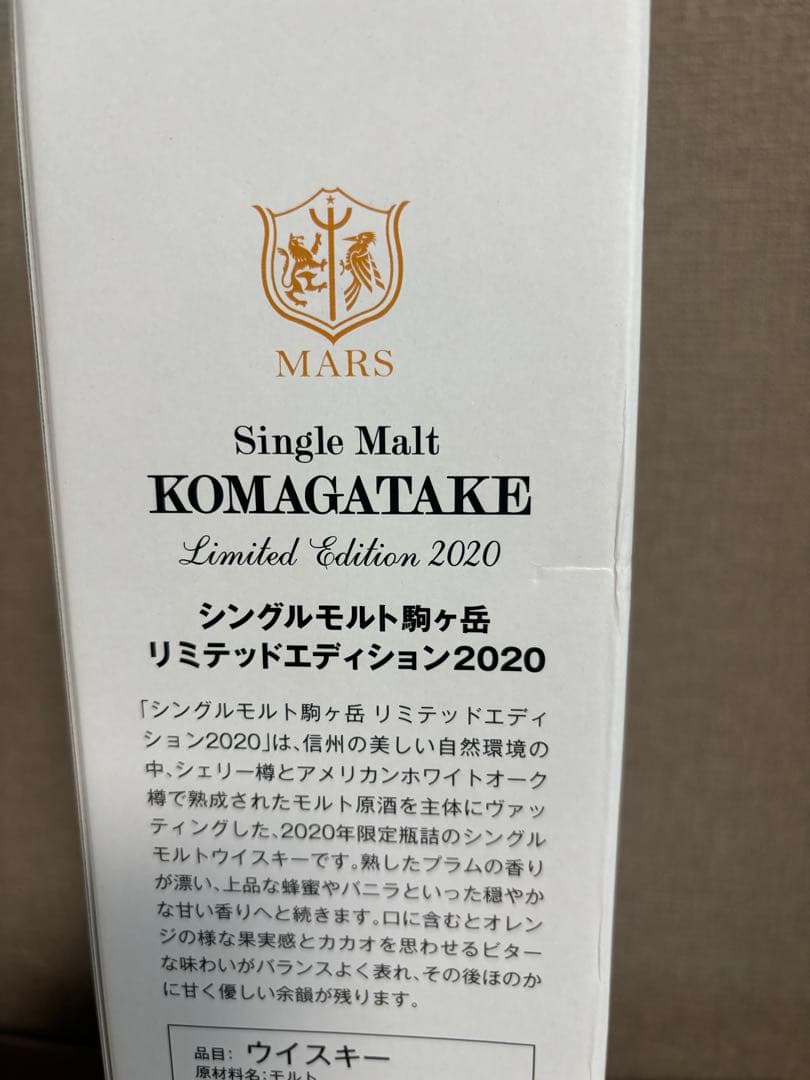 MARS
Single Malt
KOMAGATAKE
Limited Edition 2020
シングルモルト駒ヶ岳
リミテッドエディション2020
「シングルモルト駒ヶ岳 リミテッドエディ
ション2020」は、信州の美しい自然環境の
中、シェリー樽とアメリカンホワイトオーク
樽で熟成されたモルト原酒を主体にヴァッ
ティングした、2020年限定瓶詰のシングル
モルトウイスキーです。熟したプラムの香り
が漂い、上品な蜂蜜やバニラといった穏やか
な甘い香りへと続きます。口に含むとオレン
ジの様な果実感とカカオを思わせるビター
な味わいがバランスよく表れ、その後ほのか
に甘く優しい余韻が残ります。
品目: ウイスキー
原材料名:モルト